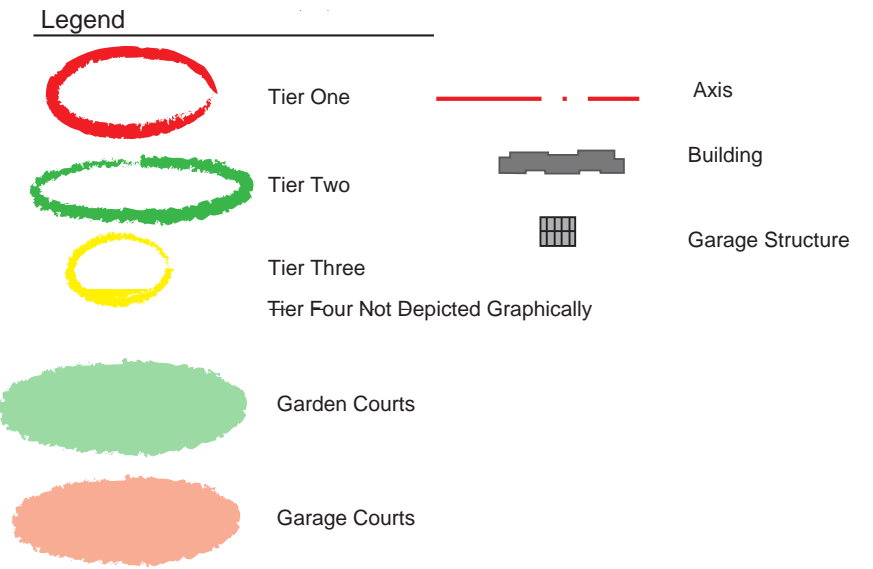 Legend
Tier One
Tier Two
Tier Three
Tier Four Not Depicted Graphically
Garden Courts
Garage Courts
Axis
Building
Garage Structure